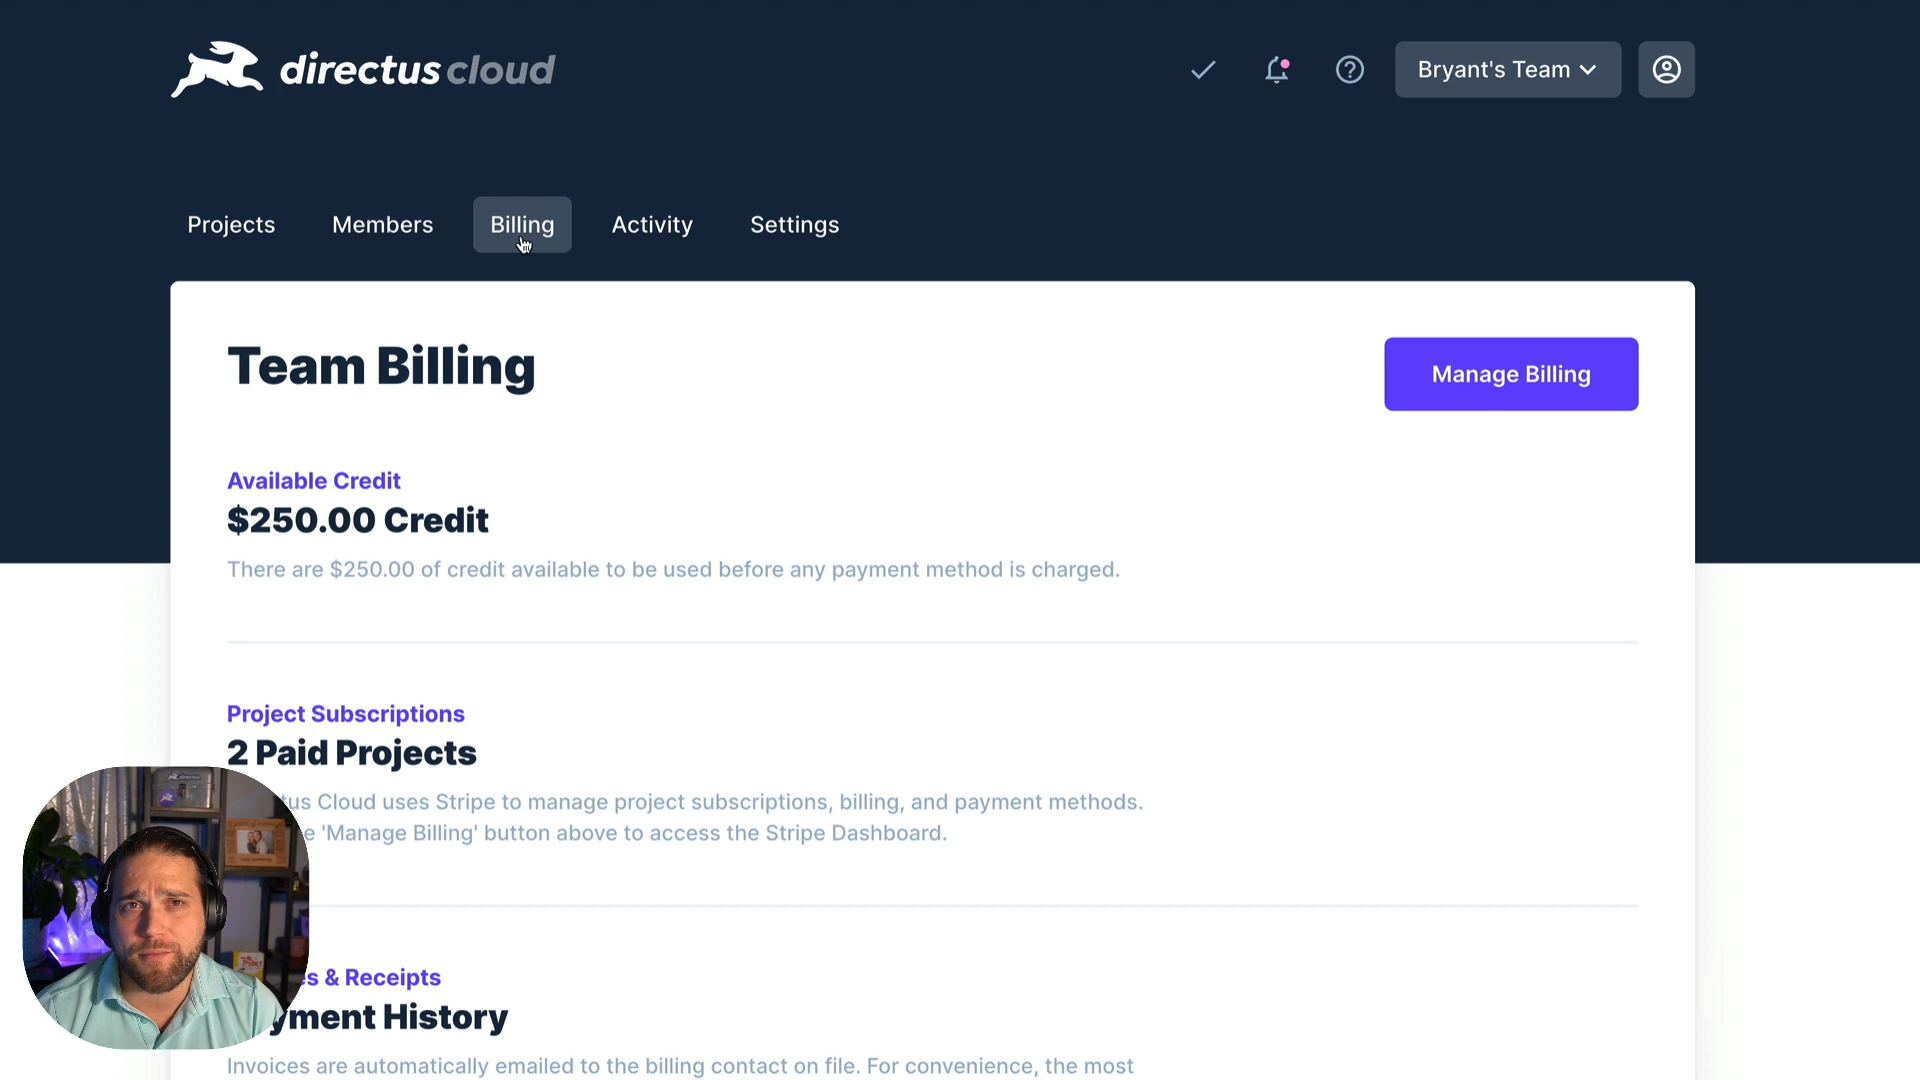 directus cloud
Bryant's Team
Projects
Members
Billing
Activity
Settings
Team Billing
Manage Billing
Available Credit
$250.00 Credit
There are $250.00 of credit available to be used before any payment method is charged.
Project Subscriptions
2 Paid Projects
tus Cloud uses Stripe to manage project subscriptions, billing, and payment methods.
e 'Manage Billing' button above to access the Stripe Dashboard.
es & Receipts
yment History
Invoices are automatically emailed to the billing contact on file. For convenience, the most